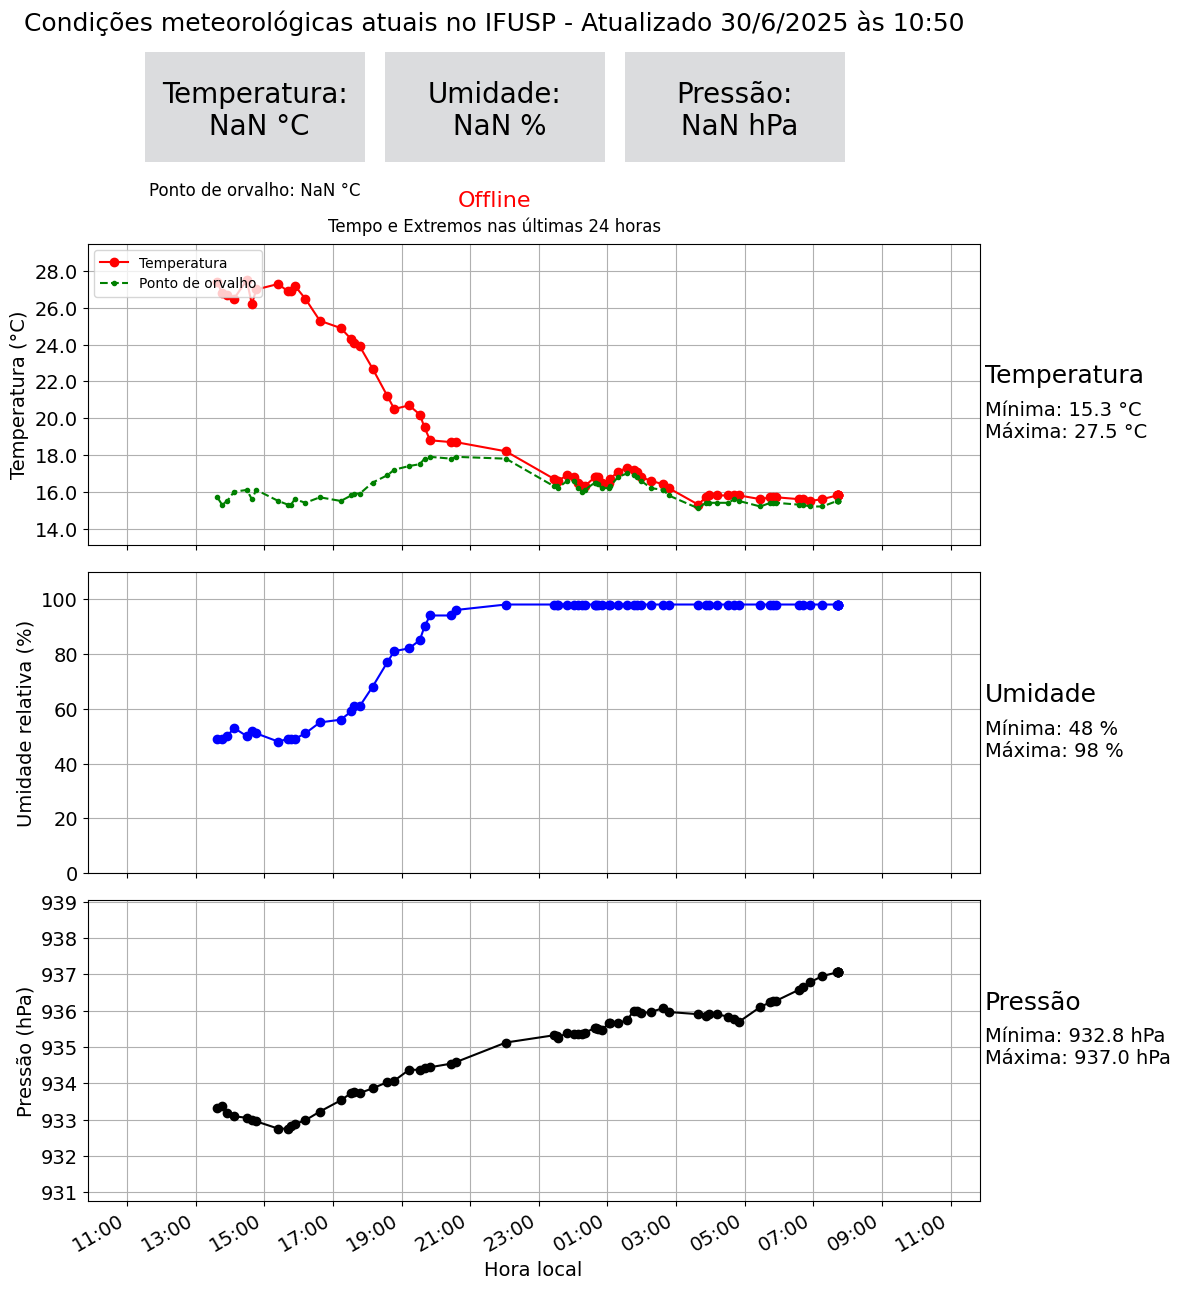 Condições meteorológicas atuais no IFUSP - Atualizado 30/6/2025 às 10:50
Temperatura:
NaN °C
Umidade:
NaN %
Pressão:
NaN hPa
Ponto de orvalho: NaN °C
Offline
Tempo e Extremos nas últimas 24 horas
Temperatura
Ponto de orvalho
28.0
26.0
24.0
22.0
20.0
18.0
16.0
14.0
Temperatura (°C)
Temperatura
Mínima: 15.3 °C
Máxima: 27.5 °C
100
80
60
40
20
0
Umidade relativa (%)
Umidade
Mínima: 48 %
Máxima: 98 %
939
938
937
936
935
934
933
932
931
Pressão (hPa)
Pressão
Mínima: 932.8 hPa
Máxima: 937.0 hPa
11:00 13:00 15:00 17:00 19:00 21:00 23:00 01:00 03:00 05:00 07:00 09:00 11:00
Hora local